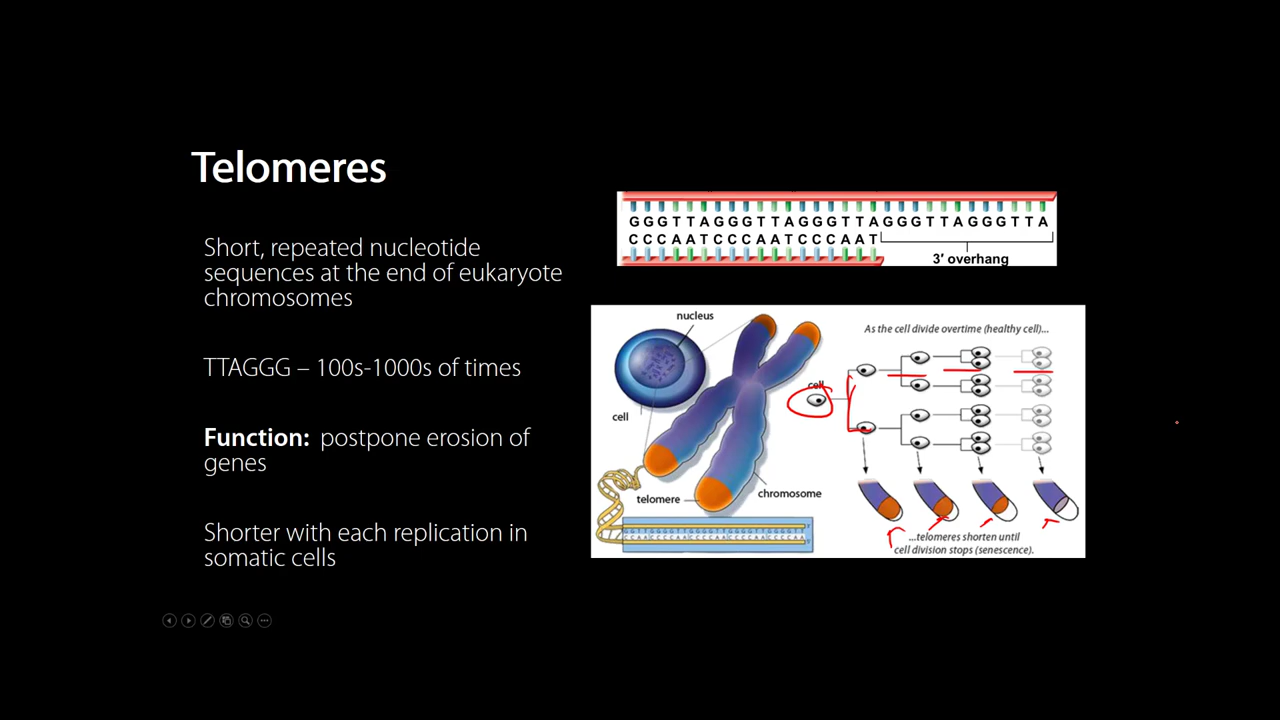 Telomeres
Short, repeated nucleotide
sequences at the end of eukaryote
chromosomes
TTAGGG – 100s-1000s of times
Function: postpone erosion of
genes
Shorter with each replication in
somatic cells
GGGTTAGGGTTAGGGTTAGGGTTAGGGTTA
CCCAATCCCAATCCCAAT
3′ overhang
nucleus
cell
telomere
chromosome
As the cell divide overtime (healthy cell)...
cell
...telomeres shorten until
cell division stops (senescence).